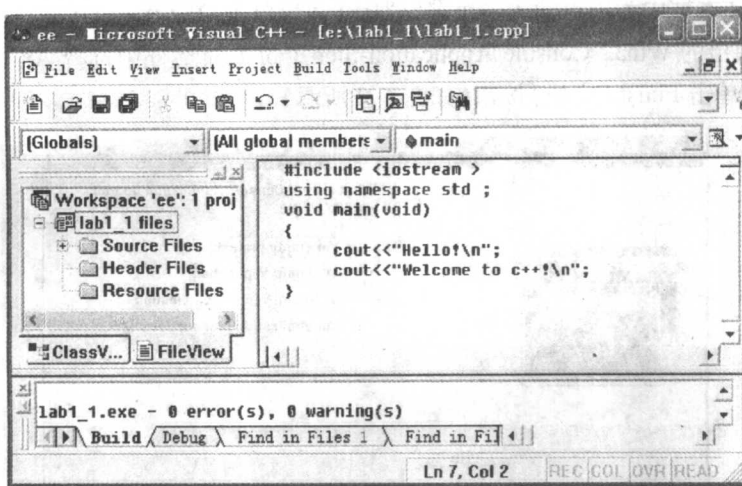 ee - Microsoft Visual C++ - [e:\lab1_1\lab1_1.cpp]
File Edit View Insert Project Build Tools Window Help
(Globals) (All global members main
Workspace 'ee': 1 proj
lab1_1 files
Source Files
Header Files
Resource Files
ClassV... FileView
#include <iostream >
using namespace std ;
void main(void)
{
cout<<"Hello!\n";
cout<<"Welcome to c++!\n";
}
lab1_1.exe - 0 error(s), 0 warning(s)
Build Debug Find in Files 1 Find in Fil
Ln 7, Col 2 REC COL OVR READ